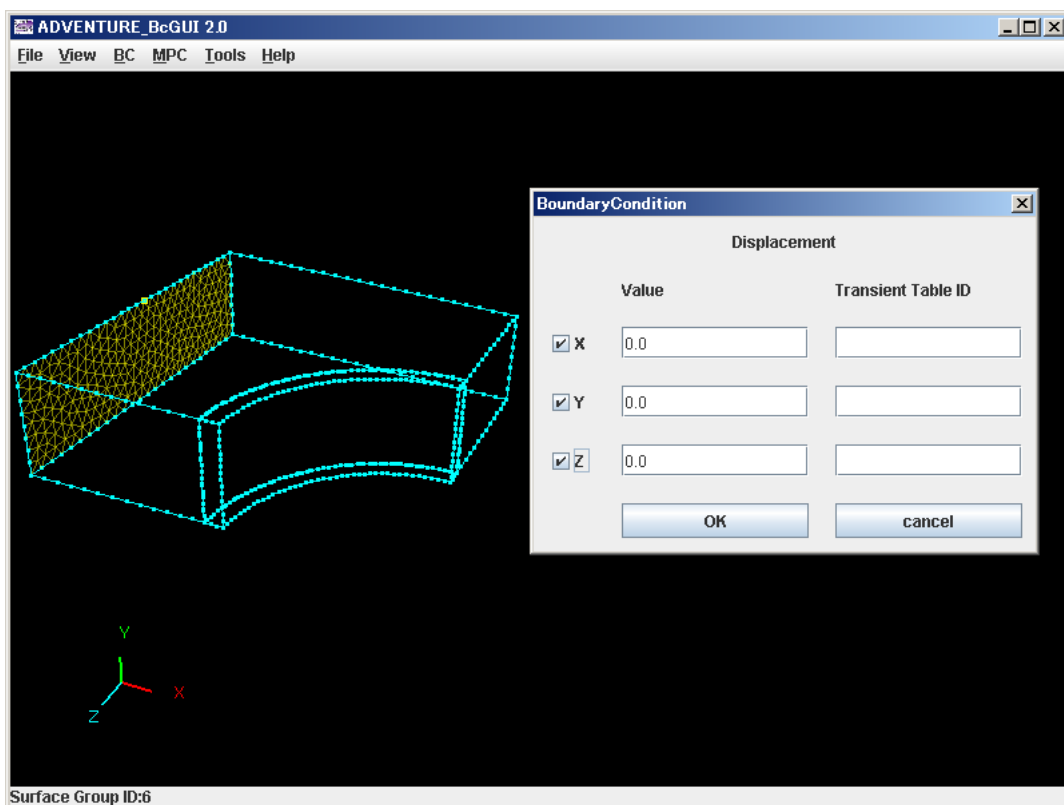 ADVENTURE_BcGUI 2.0
File View BC MPC Tools Help
BoundaryCondition
Displacement
Value Transient Table ID
X 0.0
Y 0.0
Z 0.0
OK cancel
Y
X
Z
Surface Group ID:6